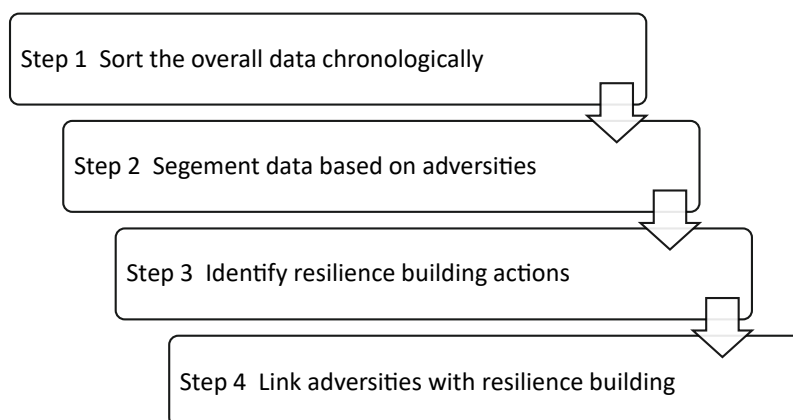 Step 1 Sort the overall data chronologically
Step 2 Segement data based on adversities
Step 3 Identify resilience building actions
Step 4 Link adversities with resilience building